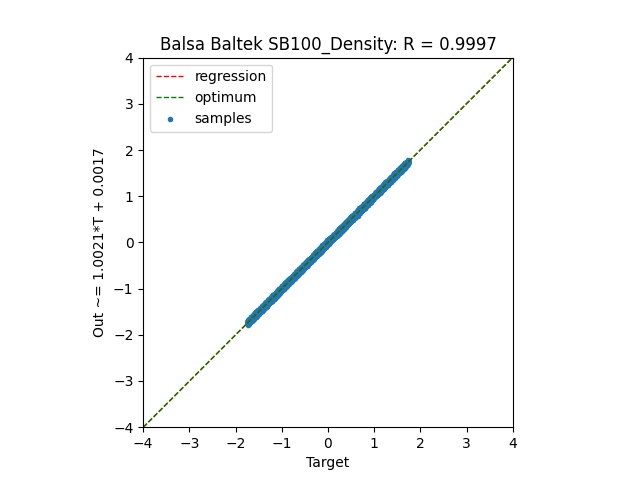 Balsa Baltek SB100_Density: R = 0.9997
4
3
2
1
0
−1
−2
−3
−4
regression
optimum
samples
Out ~= 1.0021*T + 0.0017
−4 −3 −2 −1 0 1 2 3 4
Target